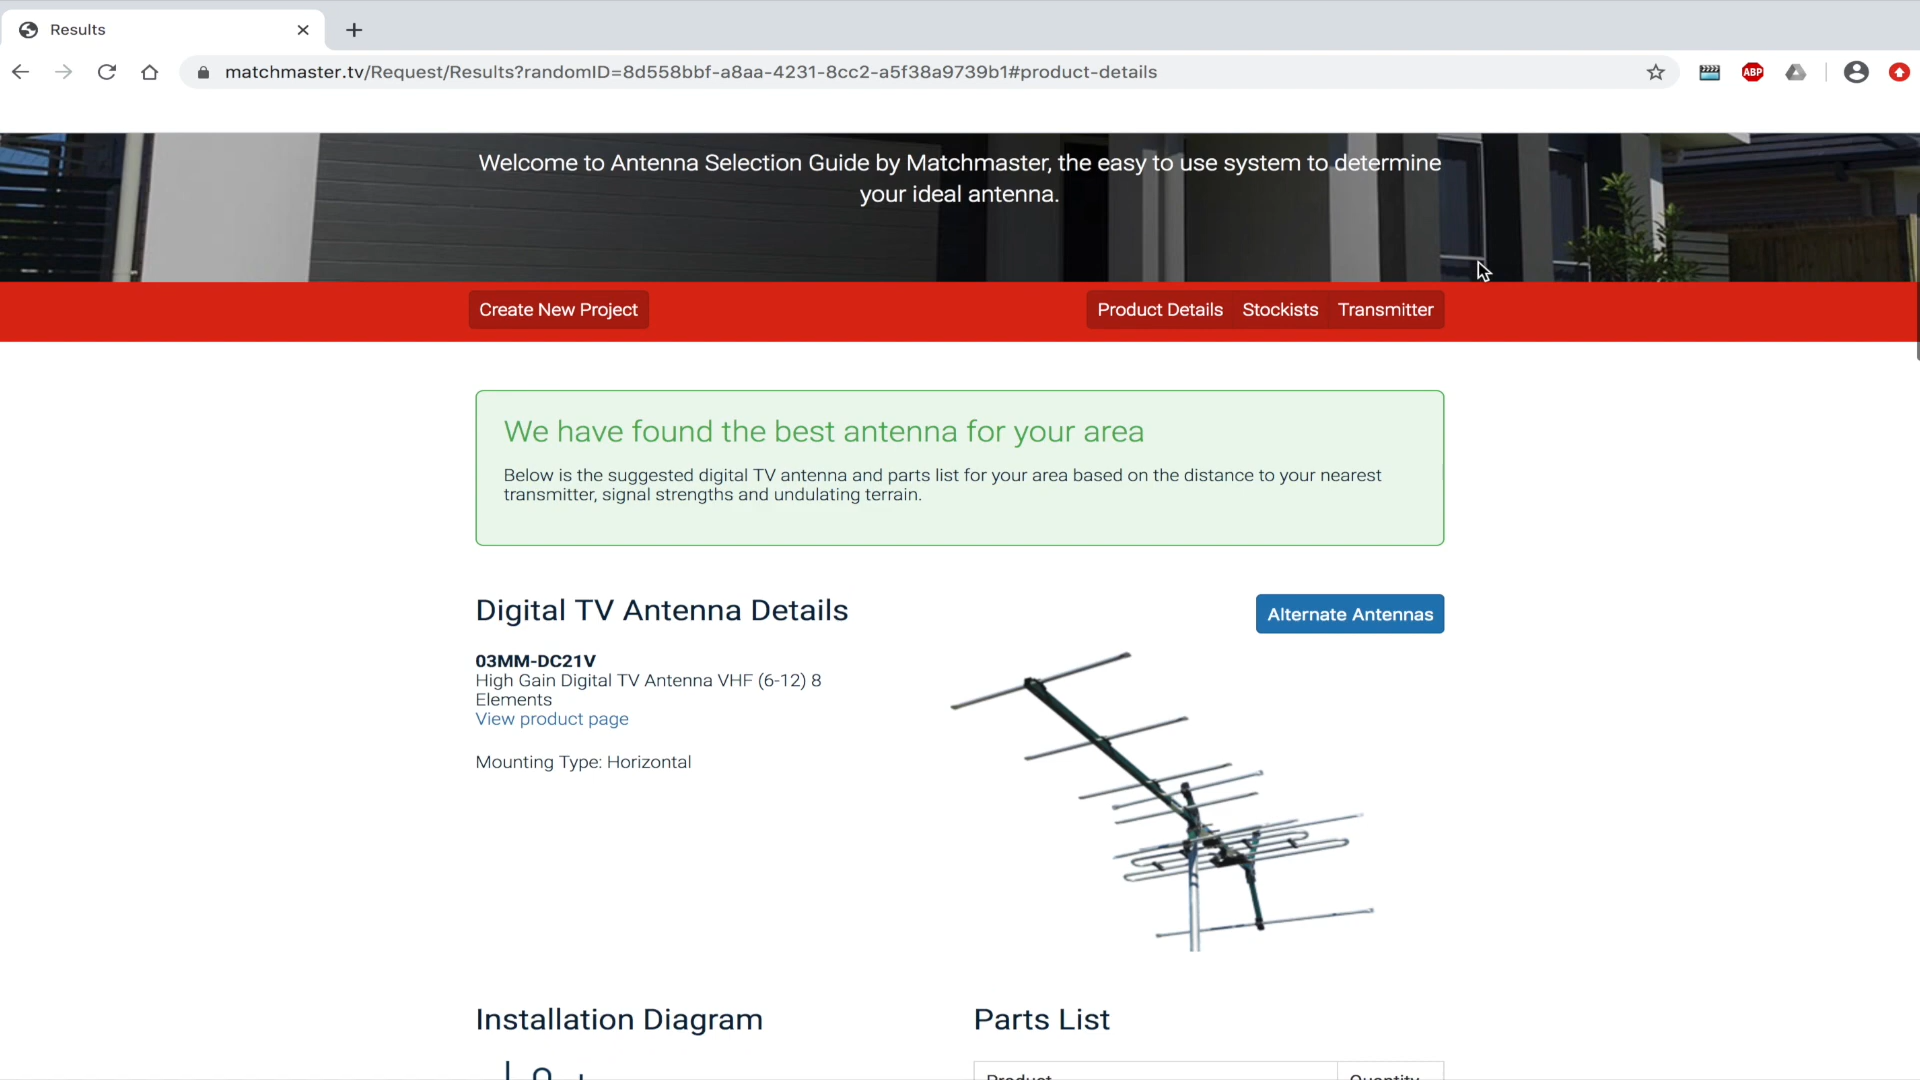 Results
matchmaster.tv/Request/Results?randomID=8d558bbf-a8aa-4231-8cc2-a5f38a9739b1#product-details
ABP
Welcome to Antenna Selection Guide by Matchmaster, the easy to use system to determine
your ideal antenna.
Create New Project
Product Details Stockists Transmitter
We have found the best antenna for your area
Below is the suggested digital TV antenna and parts list for your area based on the distance to your nearest
transmitter, signal strengths and undulating terrain.
Digital TV Antenna Details
Alternate Antennas
03MM-DC21V
High Gain Digital TV Antenna VHF (6-12) 8
Elements
View product page
Mounting Type: Horizontal
Installation Diagram
Parts List
Product Quantity